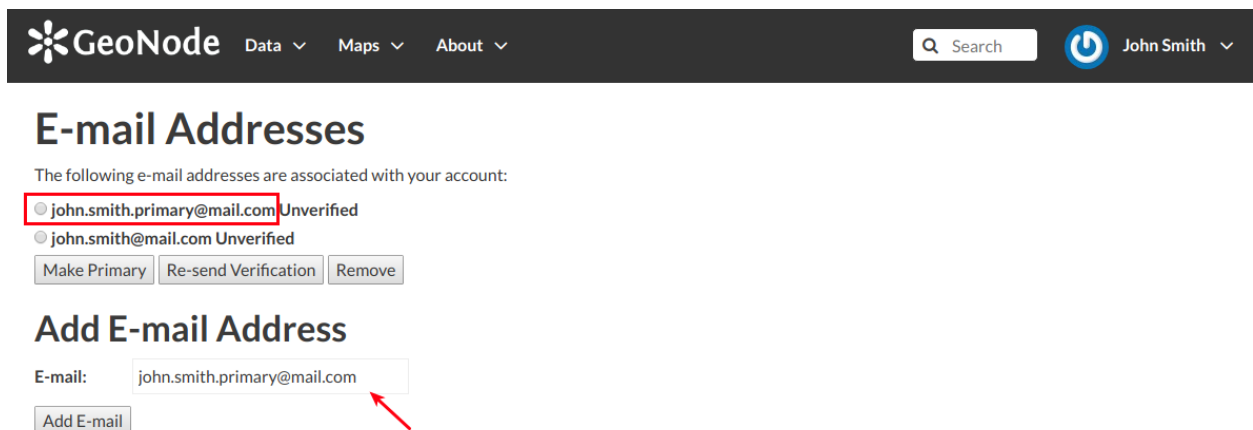 GeoNode Data Maps About Search John Smith
E-mail Addresses
The following e-mail addresses are associated with your account:
john.smith.primary@mail.com Unverified
john.smith@mail.com Unverified
Make Primary Re-send Verification Remove
Add E-mail Address
E-mail: john.smith.primary@mail.com
Add E-mail